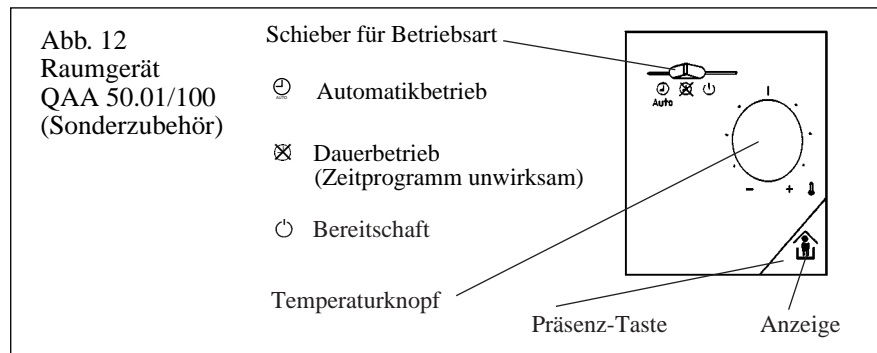 Abb. 12
Raumgerät
QAA 50.01/100
(Sonderzubehör)
Schieber für Betriebsart
AUTO
Automatikbetrieb
Dauerbetrieb
(Zeitprogramm unwirksam)
Bereitschaft
Temperaturknopf
Auto
- +
Präsenz-Taste
Anzeige